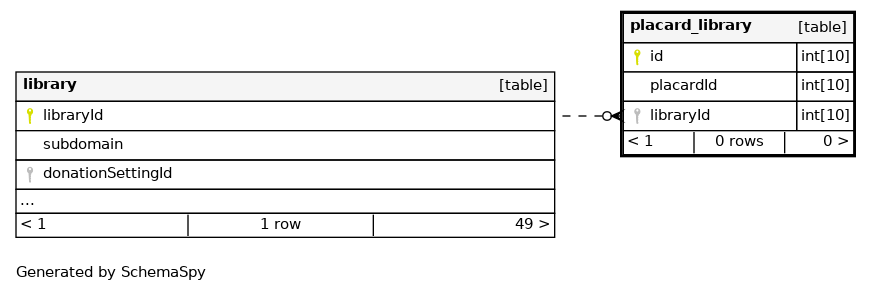 placard_library [table]
id int[10]
placardId int[10]
libraryId int[10]
< 1 0 rows 0 >
library [table]
libraryId
subdomain
donationSettingId
...
< 1 1 row 49 >
Generated by SchemaSpy